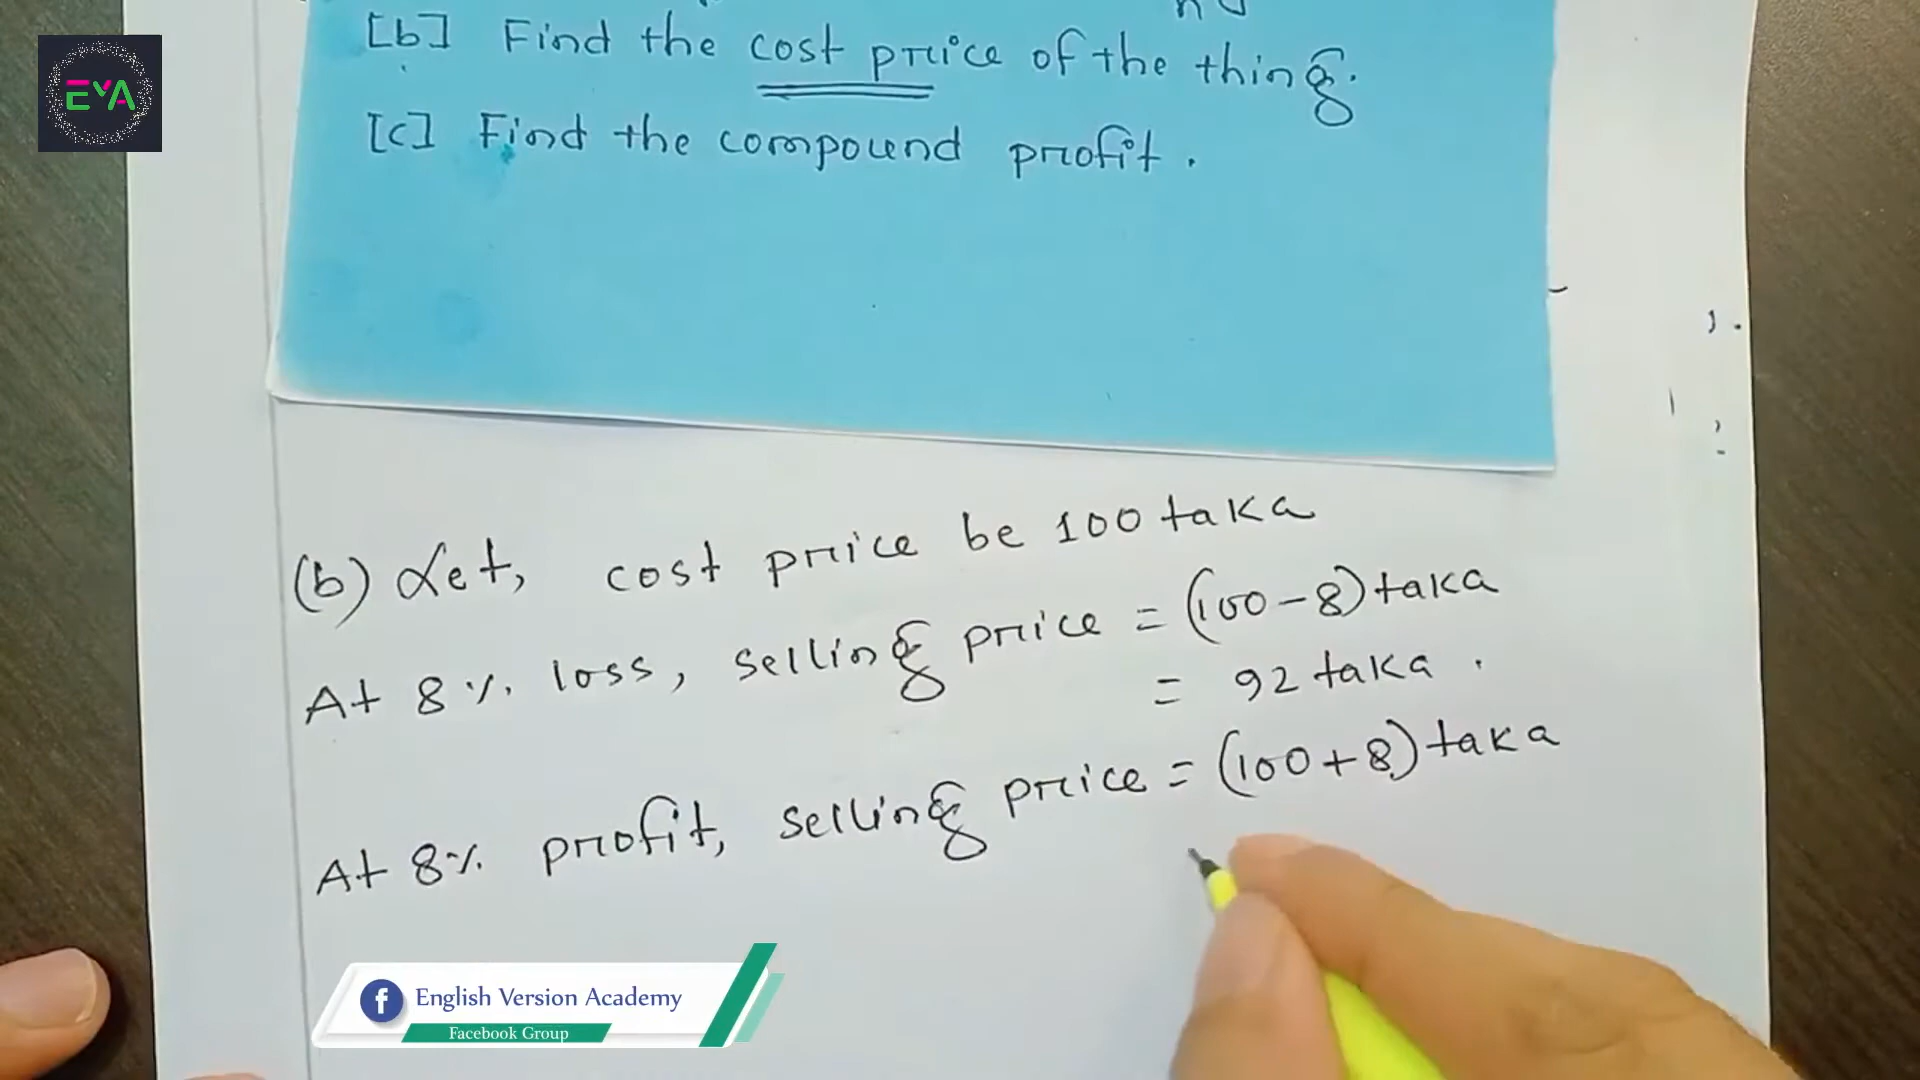 EYA
[b] Find the cost price of the thing.
[c] Find the compound profit.
(b) Let, cost price be 100 taka
At 8% loss, selling price = (100-8) taka
= 92 taka.
At 8% profit, selling price = (100+8) taka
English Version Academy
Facebook Group